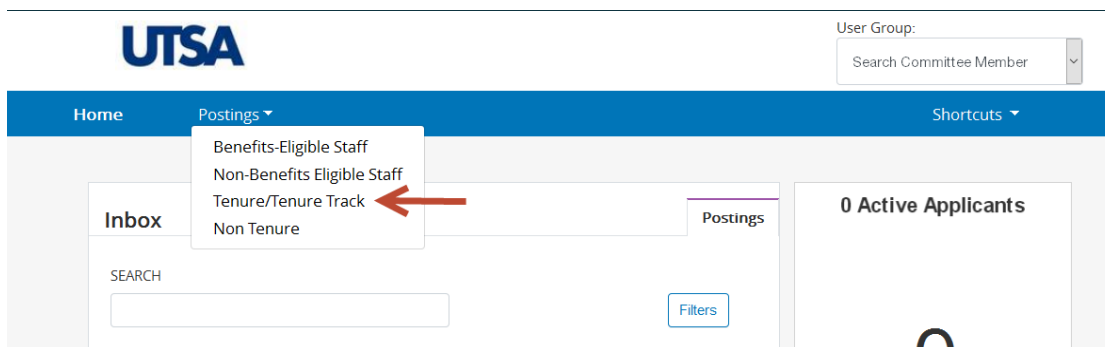 UTSA
User Group:
Search Committee Member
Home
Postings
Shortcuts
Benefits-Eligible Staff
Non-Benefits Eligible Staff
Tenure/Tenure Track
Non Tenure
Inbox
Postings
0 Active Applicants
SEARCH
Filters